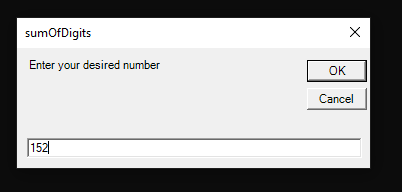 sumOfDigits
Enter your desired number
OK
Cancel
152